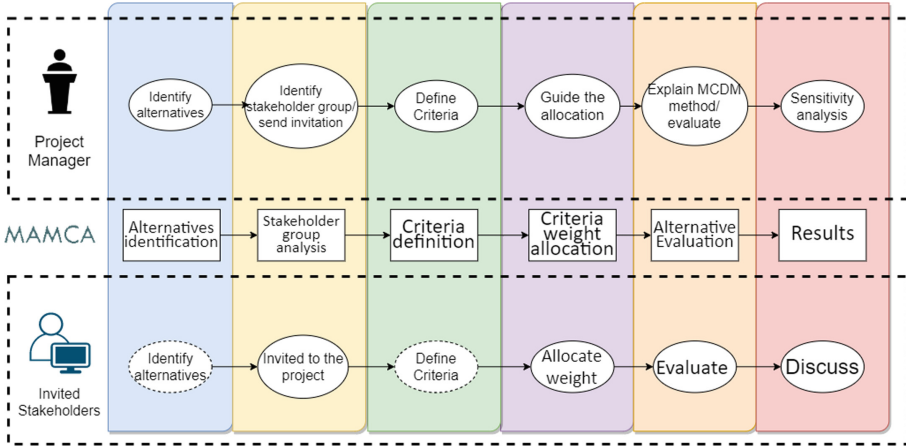 Identify
alternatives
Identify
stakeholder group/
send invitation
Define
Criteria
Guide the
allocation
Explain MCDM
method/
evaluate
Sensitivity
analysis
Project
Manager
MAMCA
Alternatives
identification
Stakeholder
group
analysis
Criteria
definition
Criteria
weight
allocation
Alternative
Evaluation
Results
Identify
alternatives
Invited to the
project
Define
Criteria
Allocate
weight
Evaluate
Discuss
Invited
Stakeholders